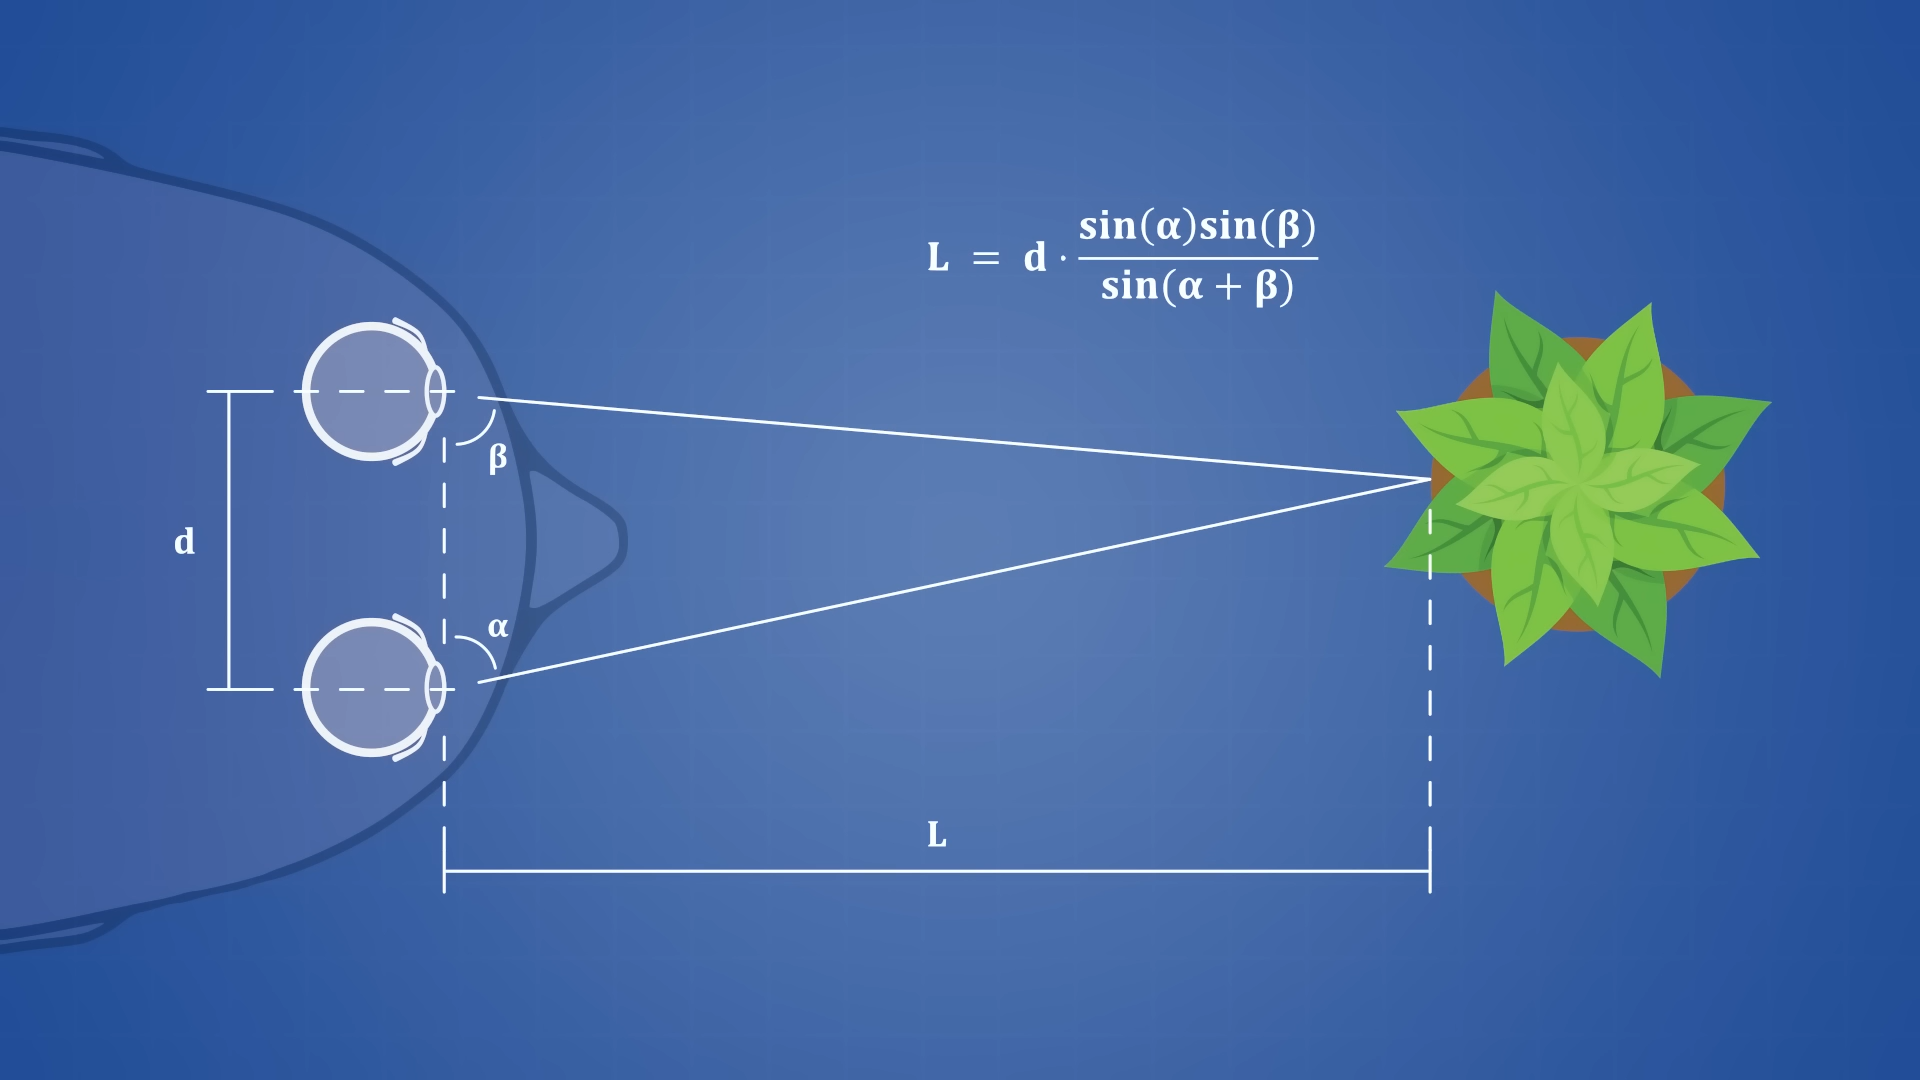 L = d · sin(α)sin(β) / sin(α + β)
β
d
α
L